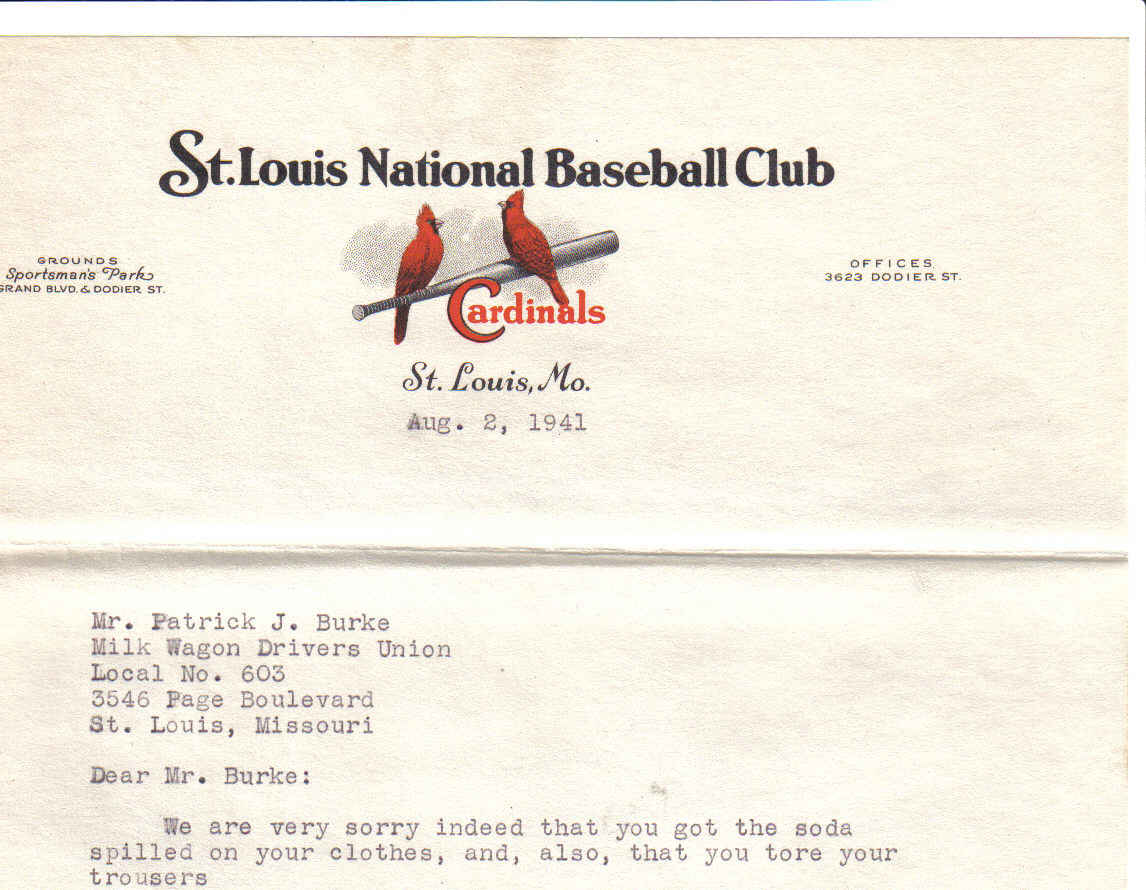 St. Louis National Baseball Club
GROUNDS
Sportsman's Park
GRAND BLVD. & DODIER ST.
OFFICES
3623 DODIER ST.
Cardinals
St. Louis, Mo.
Aug. 2, 1941
Mr. Patrick J. Burke
Milk Wagon Drivers Union
Local No. 603
3546 Page Boulevard
St. Louis, Missouri
Dear Mr. Burke:
We are very sorry indeed that you got the soda
spilled on your clothes, and, also, that you tore your
trousers